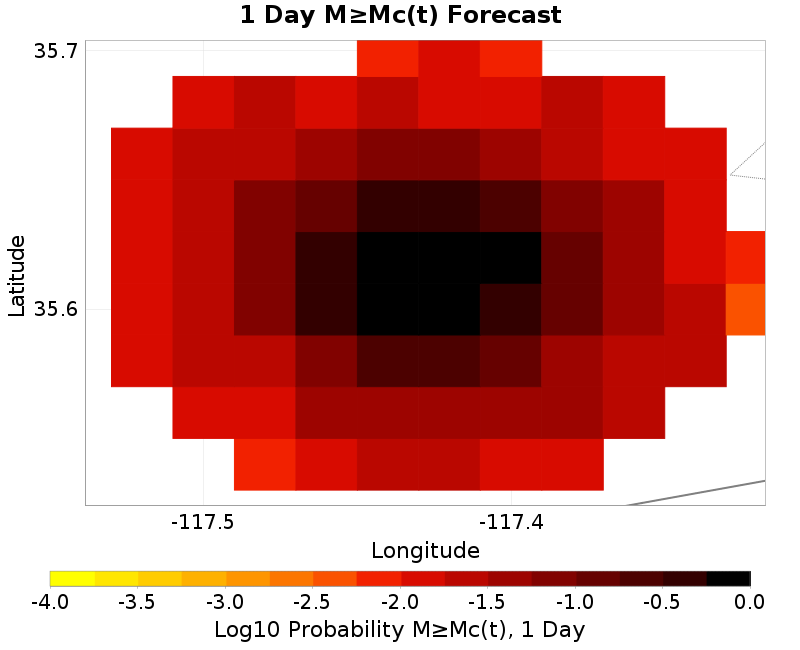 1 Day M≥Mc(t) Forecast
35.7
35.6
Latitude
-117.5 -117.4
Longitude
-4.0 -3.5 -3.0 -2.5 -2.0 -1.5 -1.0 -0.5 0.0
Log10 Probability M≥Mc(t), 1 Day